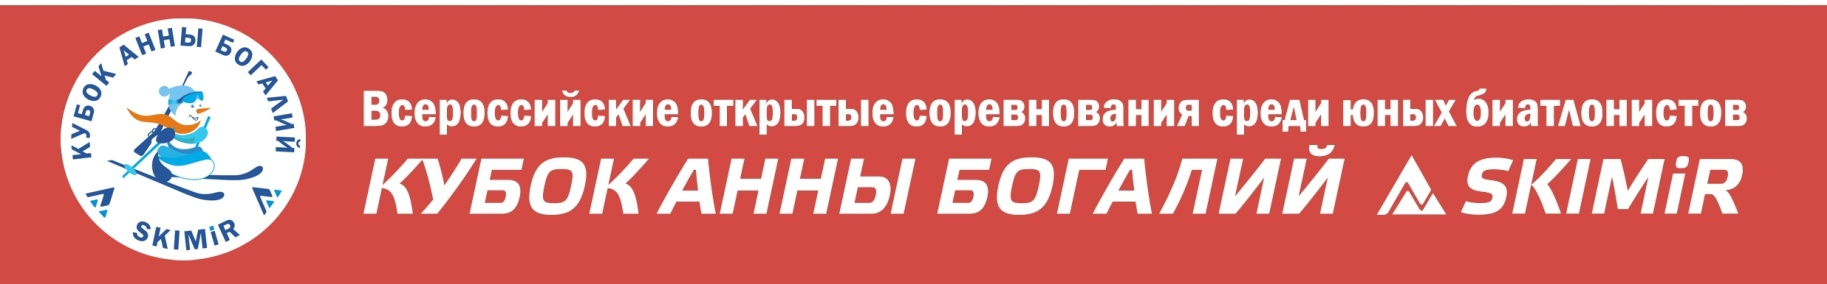 КУБОК АННЫ БОГАЛИЙ
SKIMiR
Всероссийские открытые соревнования среди юных биатлонистов
КУБОК АННЫ БОГАЛИЙ SKIMiR